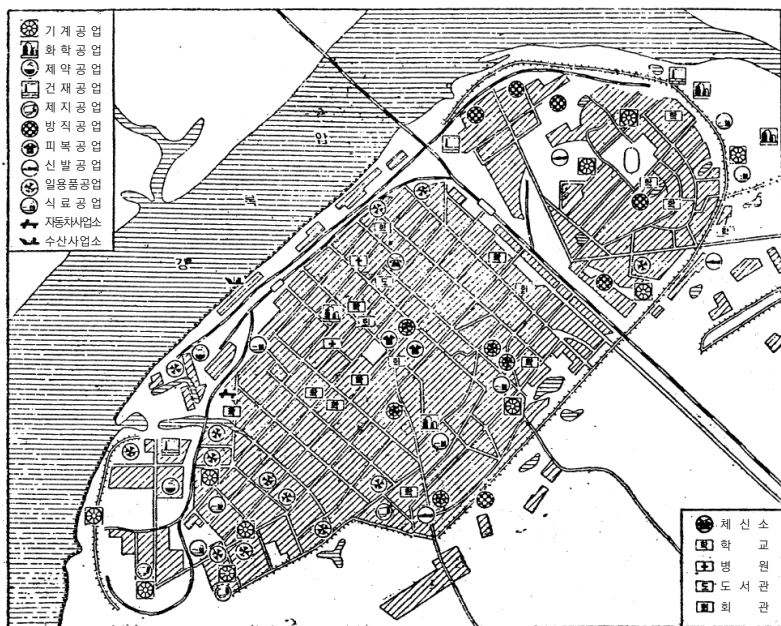 기계공업
화학공업
제약공업
건재공업
제지공업
방직공업
피복공업
신발공업
일용품공업
식료공업
자동차사업소
수산사업소
압
록
강
체신소
학 학교
병원
도 도서관
회 회관